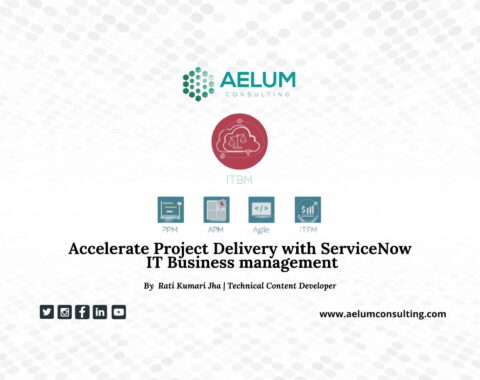 AELUM
CONSULTING
ITBM
PPM APM Agile ITFM
Accelerate Project Delivery with ServiceNow
IT Business management
By Rati Kumari Jha | Technical Content Developer
www.aelumconsulting.com